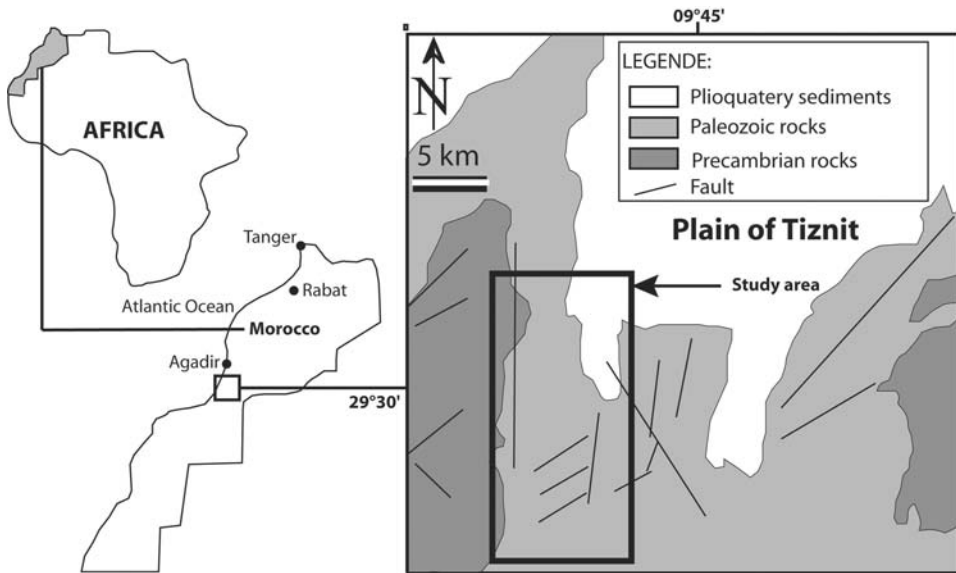 AFRICA
Tanger
Rabat
Atlantic Ocean
Morocco
Agadir
29°30'
09°45'
N
5 km
LEGENDE:
Plioquatery sediments
Paleozoic rocks
Precambrian rocks
Fault
Plain of Tiznit
Study area